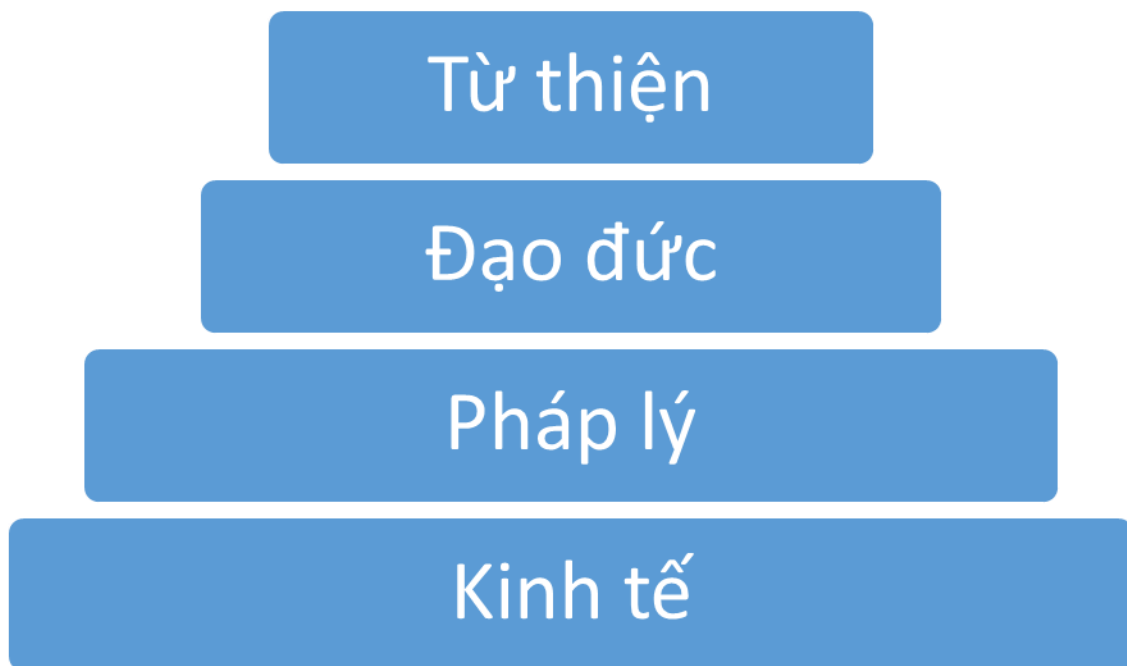 Từ thiện
Đạo đức
Pháp lý
Kinh tế